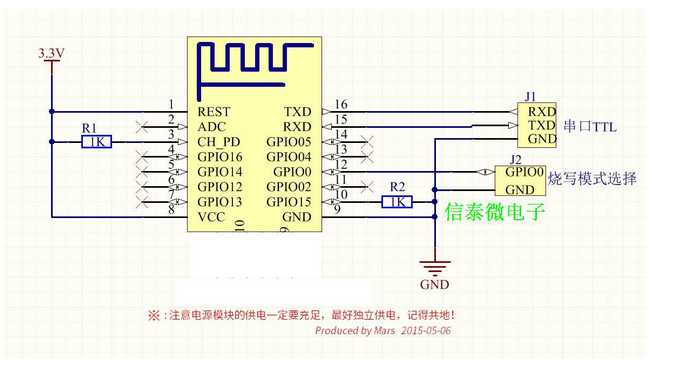 3.3V
R1
1K
1 REST TXD 16
2 ADC RXD 15
3 CH_PD GPIO05 14
4 GPIO16 GPIO04 13
5 GPIO14 GPIO0 12
6 GPIO12 GPIO02 11
7 GPIO13 GPIO15 10
8 VCC GND 9
10 9
R2
1K
J1
RXD
TXD
GND
串口TTL
J2
GPIO0
GND
烧写模式选择
信泰微电子
GND
※:注意电源模块的供电一定要充足,最好独立供电,记得共地!
Produced by Mars 2015-05-06